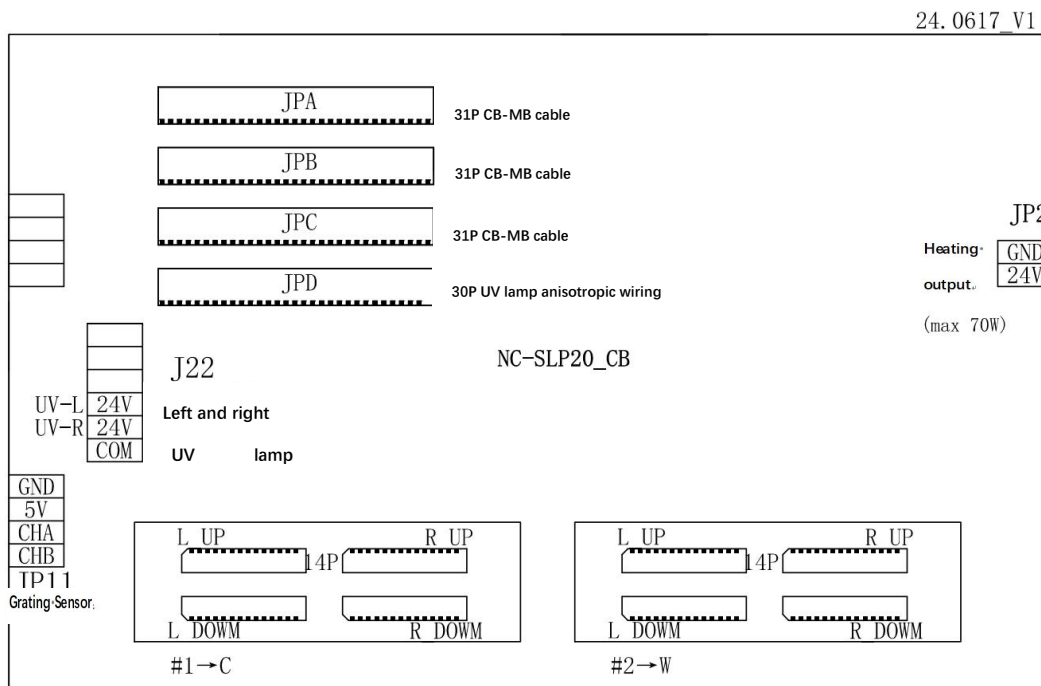 24.0617_V1
JPA
31P CB-MB cable
JPB
31P CB-MB cable
JPC
31P CB-MB cable
JPD
30P UV lamp anisotropic wiring
JP2
Heating
GND
output
24V
(max 70W)
NC-SLP20_CB
J22
UV-L 24V
Left and right
UV-R 24V
COM
UV lamp
GND
5V
CHA
CHB
JP11
Grating Sensor
L UP R UP
14P
L DOWM R DOWM
#1→C
L UP R UP
14P
L DOWM R DOWM
#2→W